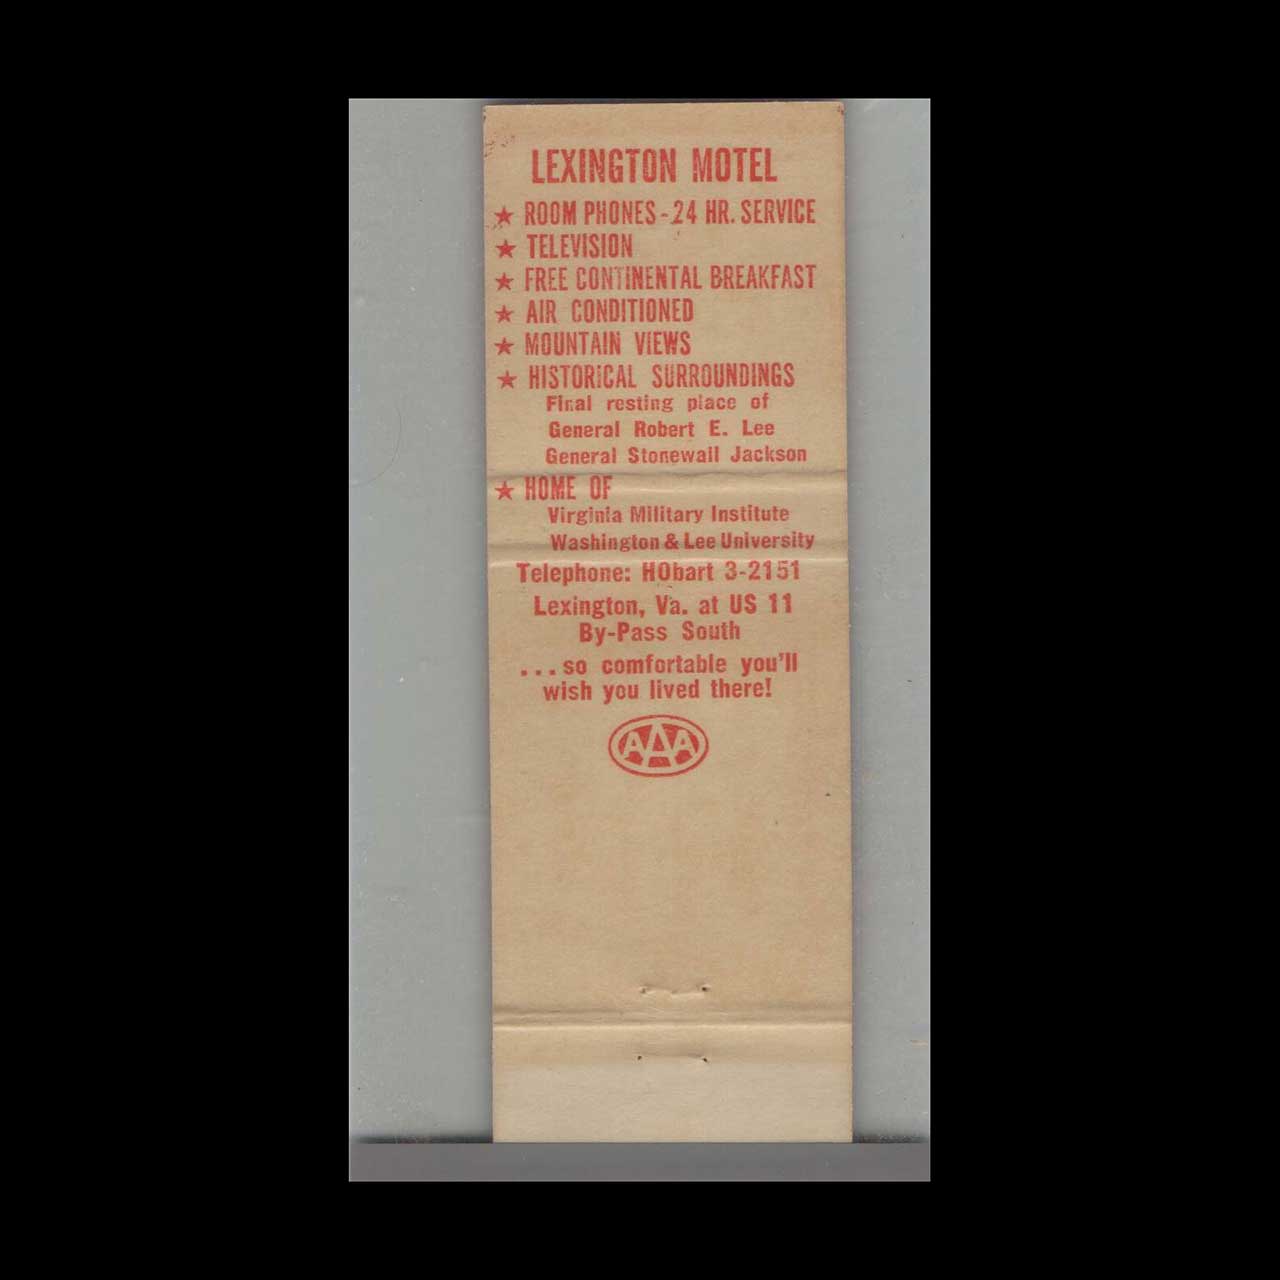 LEXINGTON MOTEL
★ ROOM PHONES-24 HR. SERVICE
★ TELEVISION
★ FREE CONTINENTAL BREAKFAST
★ AIR CONDITIONED
★ MOUNTAIN VIEWS
★ HISTORICAL SURROUNDINGS
Final resting place of
General Robert E. Lee
General Stonewall Jackson
★ HOME OF
Virginia Military Institute
Washington & Lee University
Telephone: HObart 3-2151
Lexington, Va. at US 11
By-Pass South
...so comfortable you'll
wish you lived there!
AAA